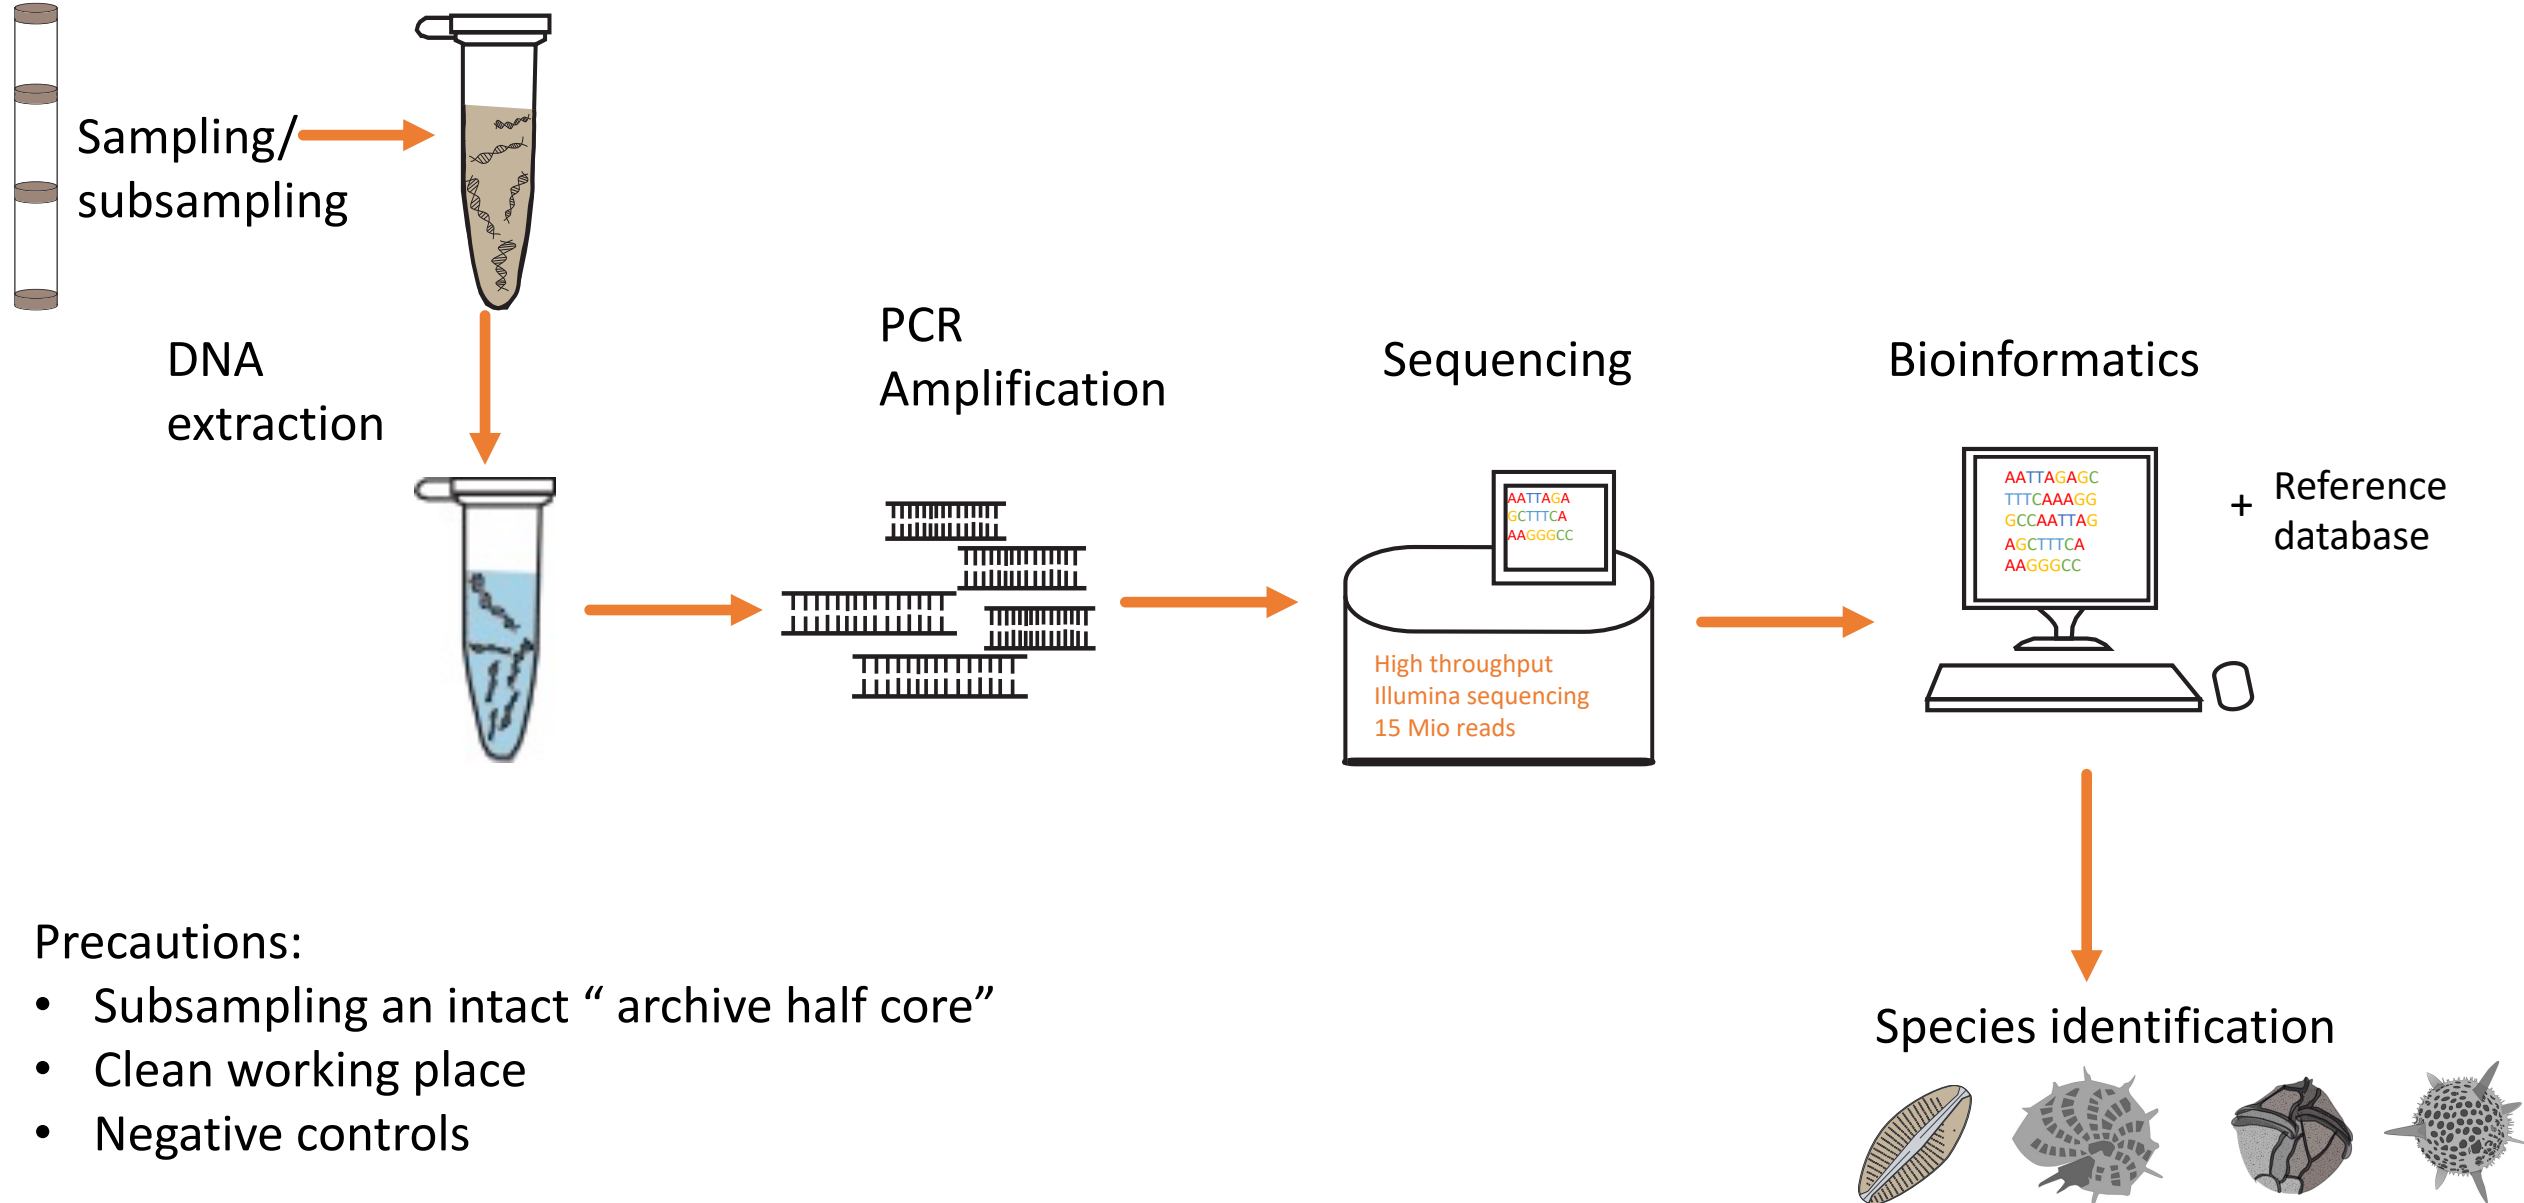 Sampling/
subsampling
DNA
extraction
PCR
Amplification
Sequencing
AATTAGA
GCTTTCA
AAGGGCC
High throughput
Illumina sequencing
15 Mio reads
Bioinformatics
AATTAGAGC
TTTCAAAGG
GCCAATTAG
AGCTTTCA
AAGGGCC
+ Reference
database
Species identification
Precautions:
• Subsampling an intact “ archive half core”
• Clean working place
• Negative controls